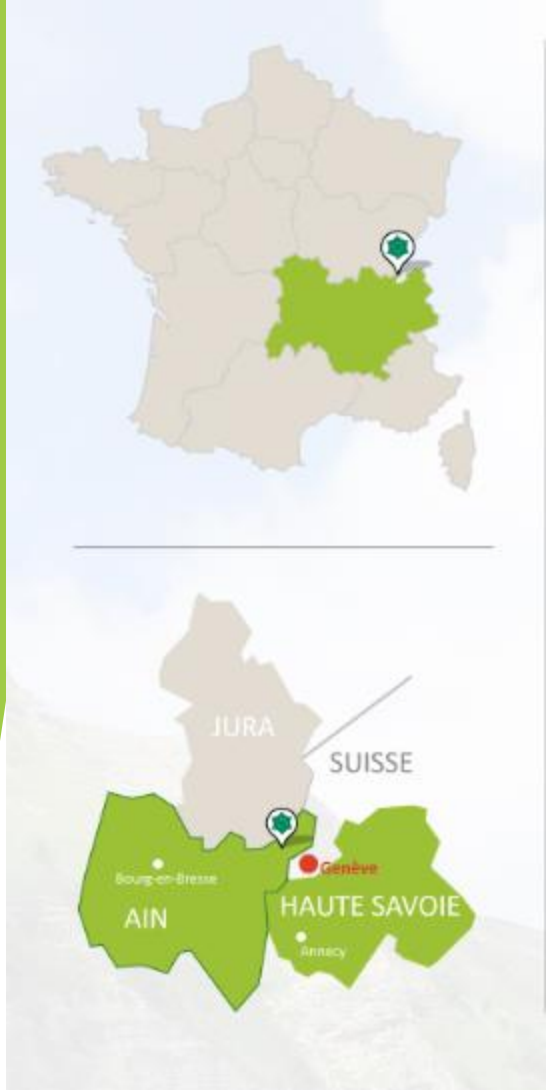 JURA
SUISSE
Genève
Bourg-en-Bresse
HAUTE SAVOIE
AIN
Annecy